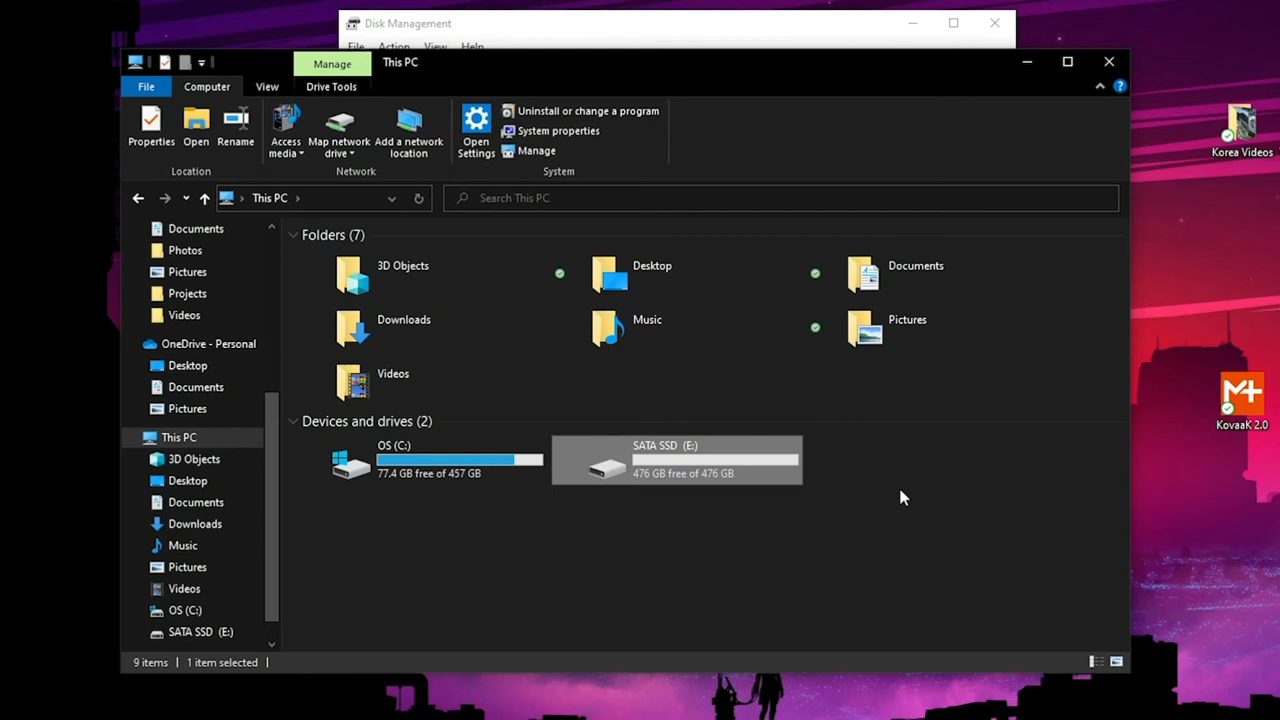 Disk Management
File Action View Help
Manage
This PC
File
Computer
View
Drive Tools
Properties
Open
Rename
Access media
Map network drive
Add a network location
Open Settings
Uninstall or change a program
System properties
Manage
Location
Network
System
This PC
Search This PC
Documents
Photos
Pictures
Projects
Videos
OneDrive - Personal
Desktop
Documents
Pictures
This PC
3D Objects
Desktop
Documents
Downloads
Music
Pictures
Videos
OS (C:)
SATA SSD (E:)
Folders (7)
3D Objects
Desktop
Documents
Downloads
Music
Pictures
Videos
Devices and drives (2)
OS (C:)
77.4 GB free of 457 GB
SATA SSD (E:)
476 GB free of 476 GB
9 items
1 item selected
Korea Videos
KovaaK 2.0